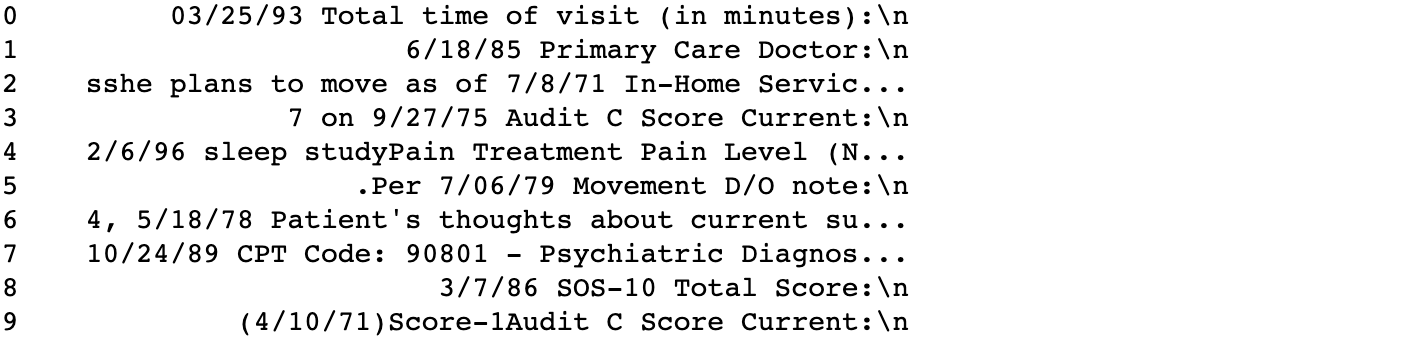 0 03/25/93 Total time of visit (in minutes):\n
1 6/18/85 Primary Care Doctor:\n
2 sshe plans to move as of 7/8/71 In-Home Servic...
3 7 on 9/27/75 Audit C Score Current:\n
4 2/6/96 sleep studyPain Treatment Pain Level (N...
5 .Per 7/06/79 Movement D/O note:\n
6 4, 5/18/78 Patient's thoughts about current su...
7 10/24/89 CPT Code: 90801 - Psychiatric Diagnos...
8 3/7/86 SOS-10 Total Score:\n
9 (4/10/71)Score-1Audit C Score Current:\n